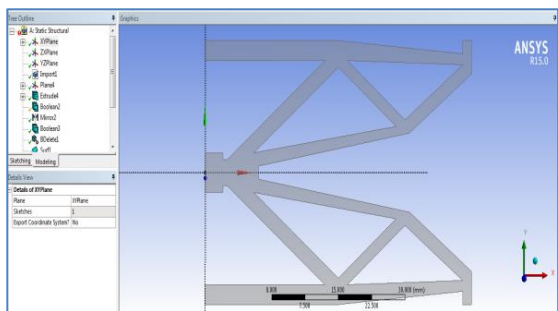 Tree Outline
Graphics
A: Static Structural
XYPlane
ZXPlane
YZPlane
Import1
Plane4
Extrude4
Boolean2
Mirror2
Boolean3
BDelete1
Surf1
Sketching Modeling
Details View
Details of XYPlane
Plane XYPlane
Sketches 1
Export Coordinate System? No
ANSYS
R15.0
0.000 15.000 30.000 (mm)
7.500 22.500
Y
X